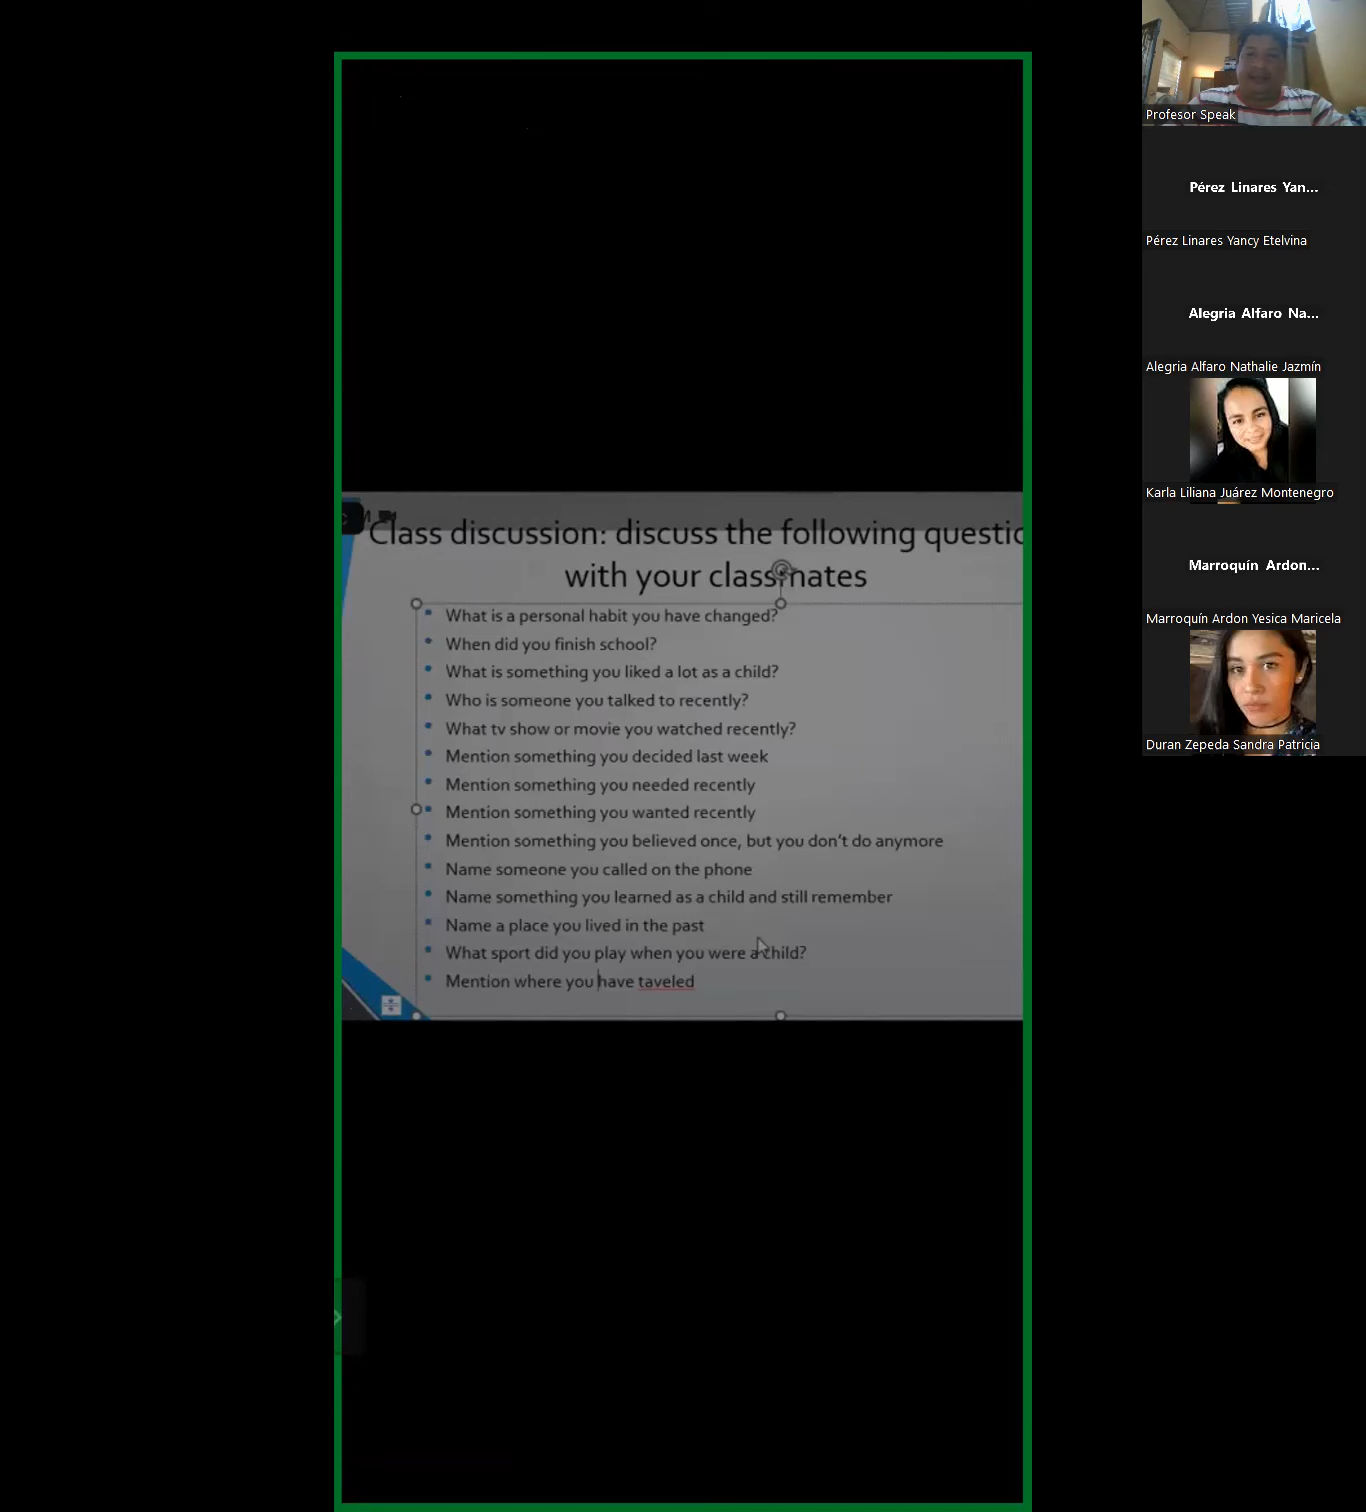 Class discussion: discuss the following
with your classmates
What is a personal habit you have changed?
When did you finish school?
What is something you liked a lot as a child?
Who is someone you talked to recently?
What tv show or movie you watched recently?
Mention something you decided last week
Mention something you needed recently
Mention something you wanted recently
Mention something you believed once, but you don't do anymore
Name someone you called on the phone
Name something you learned as a child and still remember
Name a place you lived in the past
What sport did you play when you were a child?
Mention where you have taveled
Profesor Speak
Pérez Linares Yan...
Pérez Linares Yancy Etelvina
Alegria Alfaro Na...
Alegria Alfaro Nathalie Jazmín
Karla Liliana Juárez Montenegro
Marroquín Ardon...
Marroquín Ardon Yesica Maricela
Duran Zepeda Sandra Patricia